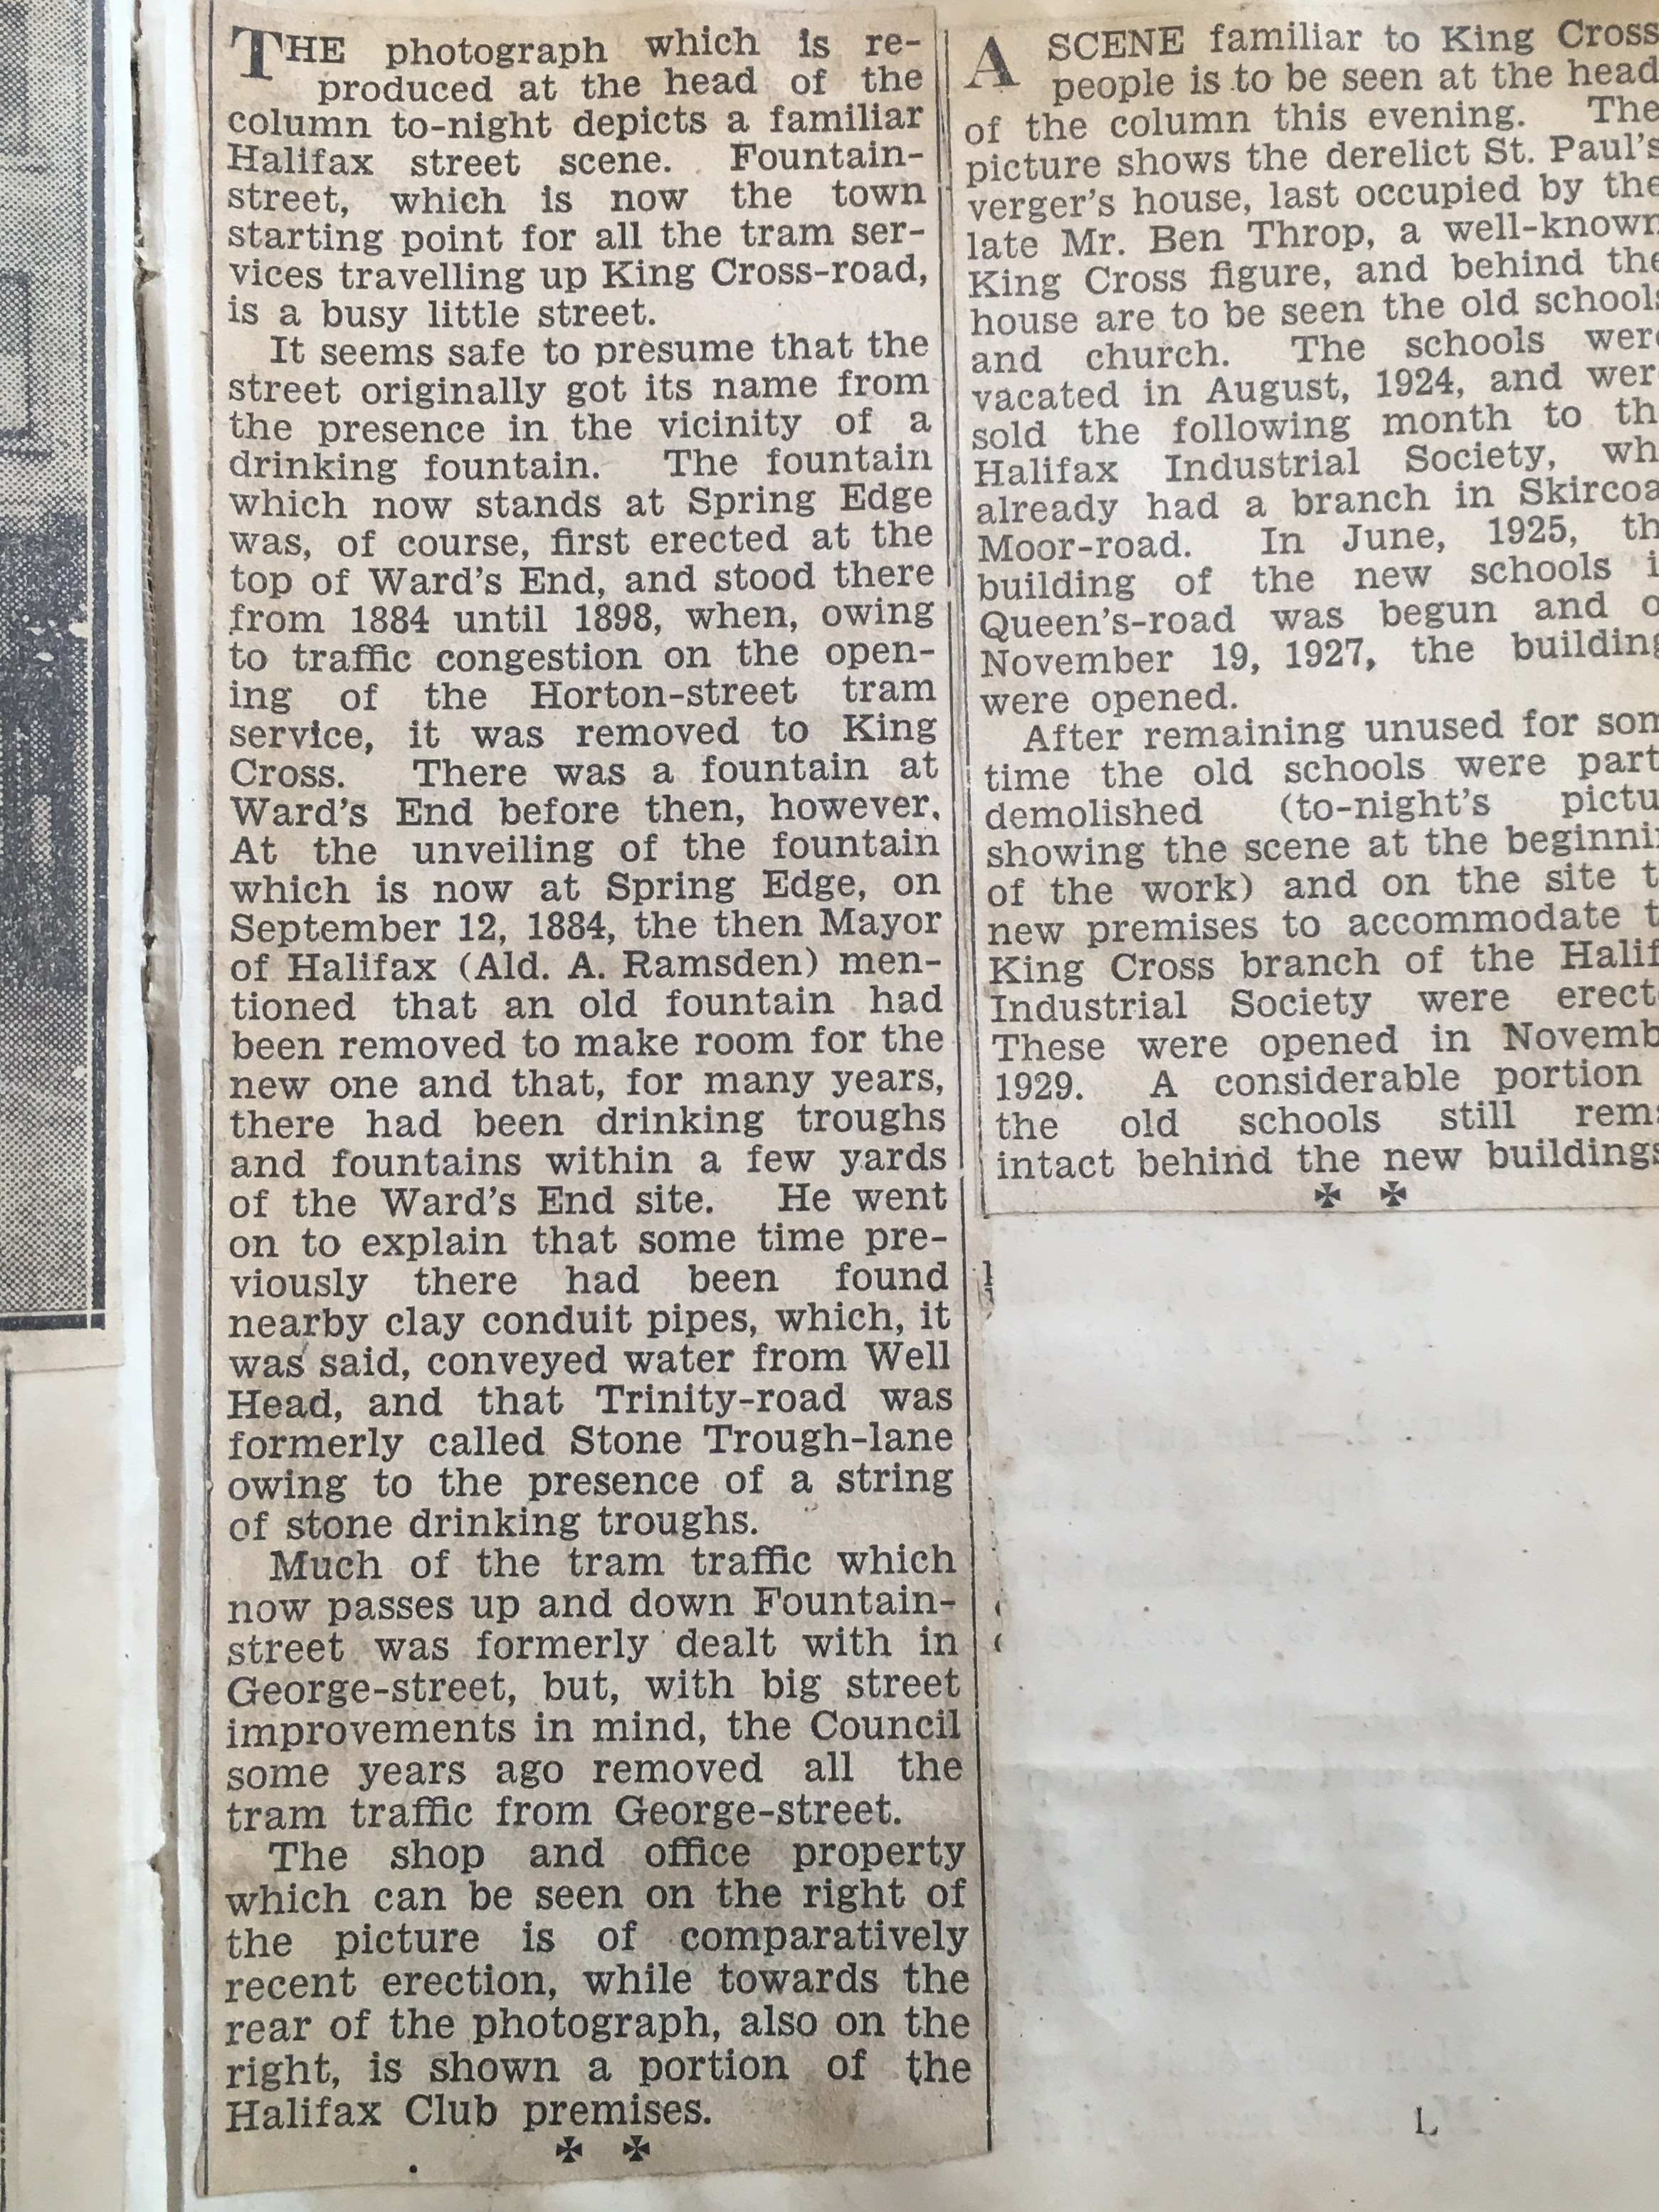 THE photograph which is re-
produced at the head of the
column to-night depicts a familiar
Halifax street scene. Fountain-
street, which is now the town
starting point for all the tram ser-
vices travelling up King Cross-road,
is a busy little street.
It seems safe to presume that the
street originally got its name from
the presence in the vicinity of a
drinking fountain. The fountain
which now stands at Spring Edge
was, of course, first erected at the
top of Ward's End, and stood there
from 1884 until 1898, when, owing
to traffic congestion on the open-
ing of the Horton-street tram
service, it was removed to King
Cross. There was a fountain at
Ward's End before then, however.
At the unveiling of the fountain
which is now at Spring Edge, on
September 12, 1884, the then Mayor
of Halifax (Ald. A. Ramsden) men-
tioned that an old fountain had
been removed to make room for the
new one and that, for many years,
there had been drinking troughs
and fountains within a few yards
of the Ward's End site. He went
on to explain that some time pre-
viously there had been found
nearby clay conduit pipes, which, it
was said, conveyed water from Well
Head, and that Trinity-road was
formerly called Stone Trough-lane
owing to the presence of a string
of stone drinking troughs.
Much of the tram traffic which
now passes up and down Fountain-
street was formerly dealt with in
George-street, but, with big street
improvements in mind, the Council
some years ago removed all the
tram traffic from George-street.
The shop and office property
which can be seen on the right of
the picture is of comparatively
recent erection, while towards the
rear of the photograph, also on the
right, is shown a portion of the
Halifax Club premises.
A SCENE familiar to King Cross
people is to be seen at the head
of the column this evening. The
picture shows the derelict St. Paul's
verger's house, last occupied by the
late Mr. Ben Throp, a well-known
King Cross figure, and behind the
house are to be seen the old schools
and church. The schools were
vacated in August, 1924, and wer
sold the following month to th
Halifax Industrial Society, wh
already had a branch in Skircoa
Moor-road. In June, 1925, th
building of the new schools i
Queen's-road was begun and o
November 19, 1927, the building
were opened.
After remaining unused for som
time the old schools were part
demolished (to-night's pictu
showing the scene at the beginni
of the work) and on the site t
new premises to accommodate t
King Cross branch of the Halif
Industrial Society were erect
These were opened in Novemb
1929. A considerable portion
the old schools still rem
intact behind the new buildings
L